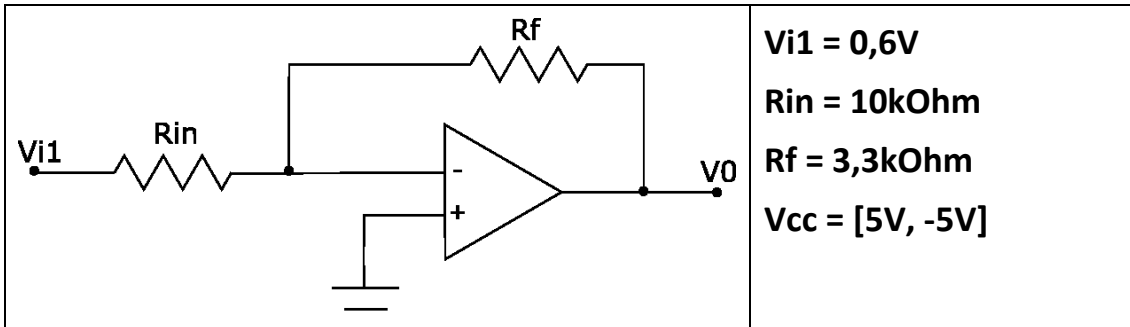 Rf
Rin
Vi1
V0
-
+
Vi1 = 0,6V
Rin = 10kOhm
Rf = 3,3kOhm
Vcc = [5V, -5V]